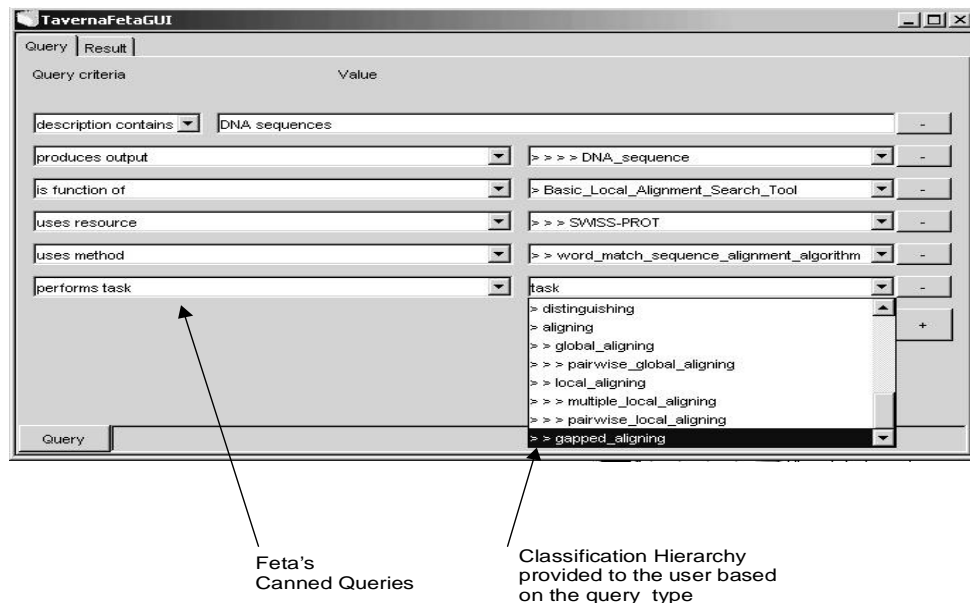 TavernaFetaGUI
Query Result
Query criteria Value
description contains DNA sequences -
produces output > > > > DNA_sequence -
is function of > Basic_Local_Alignment_Search_Tool -
uses resource > > > SWISS-PROT -
uses method > > word_match_sequence_alignment_algorithm -
performs task task -
> distinguishing
> aligning +
> > global_aligning
> > > pairwise_global_aligning
> > local_aligning
> > > multiple_local_aligning
> > > pairwise_local_aligning
> > gapped_aligning
Query
Feta's
Canned Queries
Classification Hierarchy
provided to the user based
on the query type